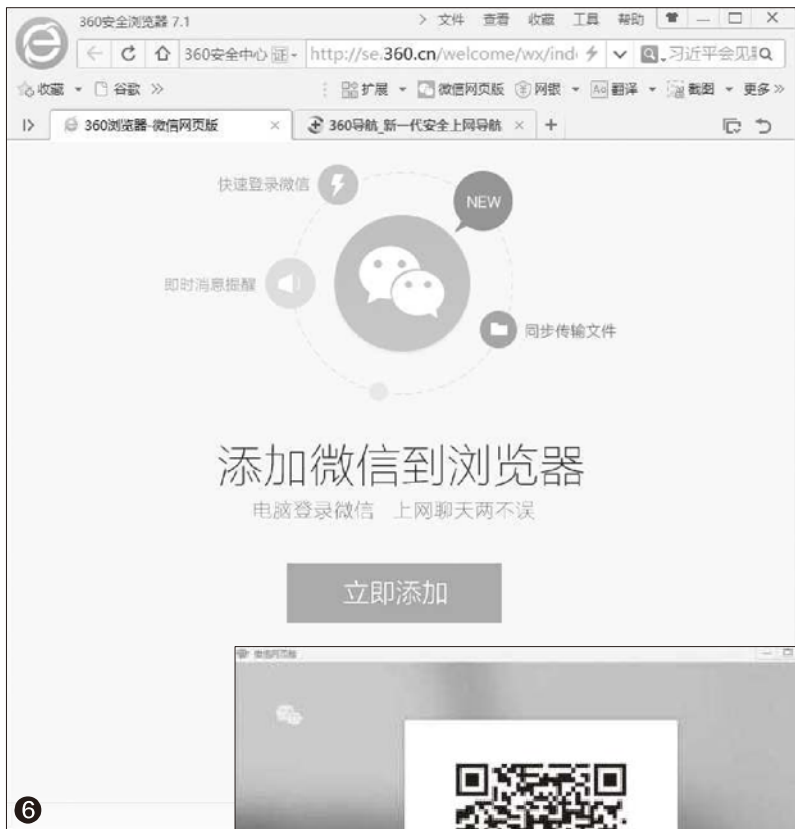 360安全浏览器 7.1
> 文件 查看 收藏 工具 帮助
360安全中心 证 http://se.360.cn/welcome/wx/ind 习近平会见
收藏 谷歌 >> 扩展 微信网页版 网银 翻译 截图 更多 >>
360浏览器-微信网页版 × 360导航_新一代安全上网导航 × +
快速登录微信
NEW
即时消息提醒
同步传输文件
添加微信到浏览器
电脑登录微信 上网聊天两不误
立即添加
微信网页版
6